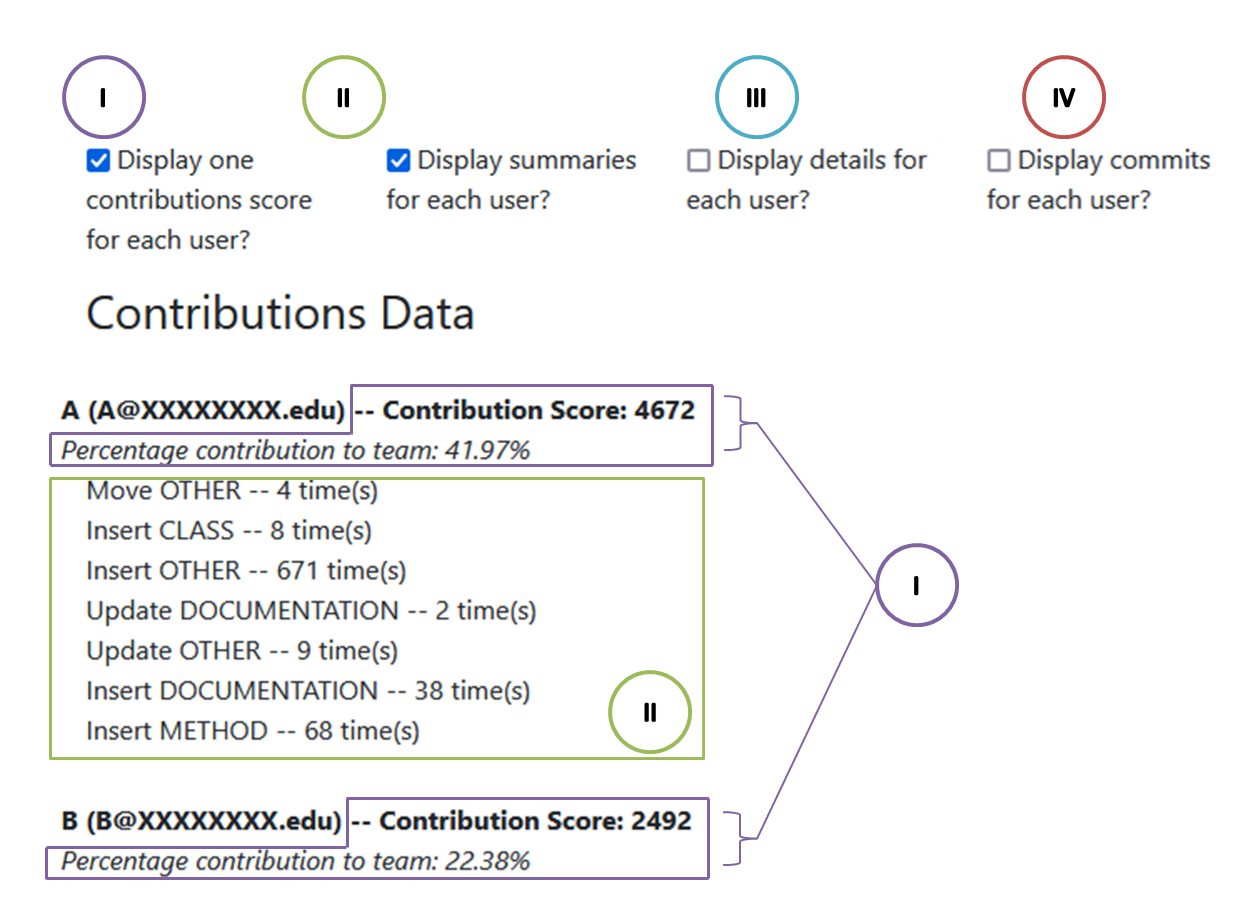 I
II
III
IV
Display one
contributions score
for each user?
Display summaries
for each user?
Display details for
each user?
Display commits
for each user?
Contributions Data
A (A@XXXXXXXX.edu) -- Contribution Score: 4672
Percentage contribution to team: 41.97%
Move OTHER -- 4 time(s)
Insert CLASS -- 8 time(s)
Insert OTHER -- 671 time(s)
Update DOCUMENTATION -- 2 time(s)
Update OTHER -- 9 time(s)
Insert DOCUMENTATION -- 38 time(s)
Insert METHOD -- 68 time(s)
II
I
B (B@XXXXXXXX.edu) -- Contribution Score: 2492
Percentage contribution to team: 22.38%